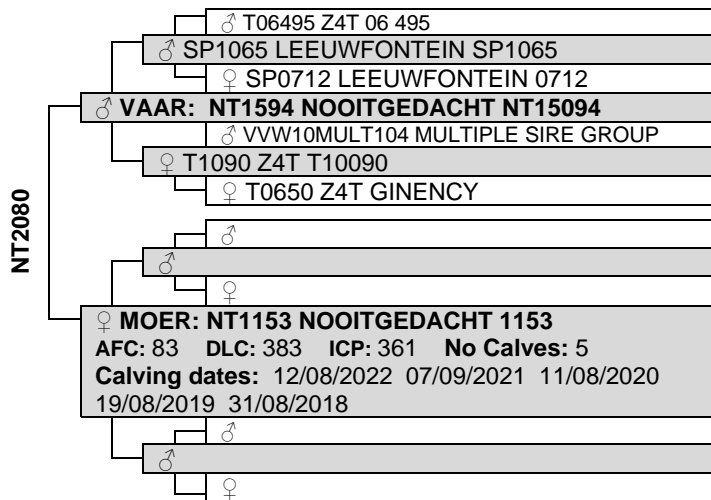 ♂ T06495 Z4T 06 495
♂ SP1065 LEEUWFONTEIN SP1065
♀ SP0712 LEEUWFONTEIN 0712
♂ VAAR: NT1594 NOOITGEDACHT NT15094
♂ VVW10MULT104 MULTIPLE SIRE GROUP
♀ T1090 Z4T T10090
♀ T0650 Z4T GINENCY
NT2080
♂
♂
♀
♀ MOER: NT1153 NOOITGEDACHT 1153
AFC: 83 DLC: 383 ICP: 361 No Calves: 5
Calving dates: 12/08/2022 07/09/2021 11/08/2020
19/08/2019 31/08/2018
♂
♂
♀